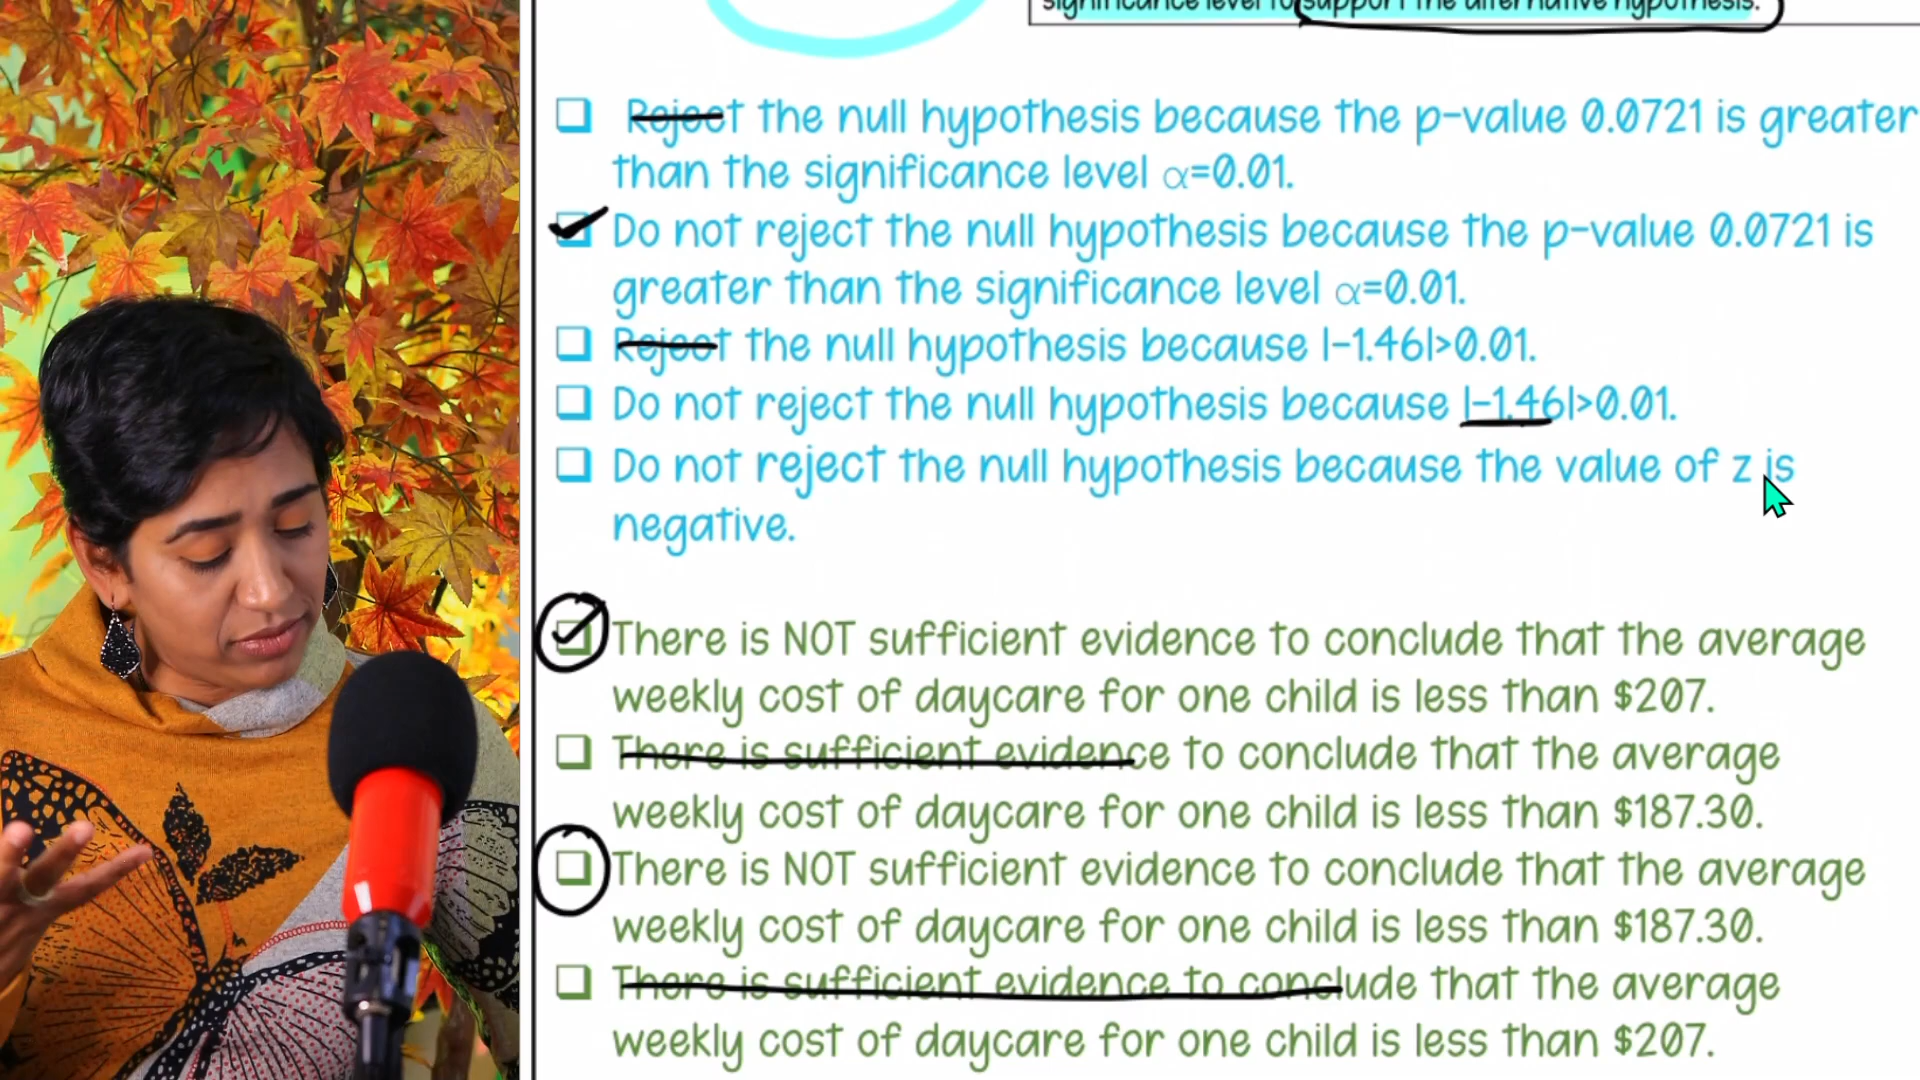 significance level to support the alternative hypothesis.
Reject the null hypothesis because the p-value 0.0721 is greater
than the significance level α=0.01.
Do not reject the null hypothesis because the p-value 0.0721 is
greater than the significance level α=0.01.
Reject the null hypothesis because |-1.46|>0.01.
Do not reject the null hypothesis because |-1.46|>0.01.
Do not reject the null hypothesis because the value of z is
negative.
There is NOT sufficient evidence to conclude that the average
weekly cost of daycare for one child is less than $207.
There is sufficient evidence to conclude that the average
weekly cost of daycare for one child is less than $187.30.
There is NOT sufficient evidence to conclude that the average
weekly cost of daycare for one child is less than $187.30.
There is sufficient evidence to conclude that the average
weekly cost of daycare for one child is less than $207.